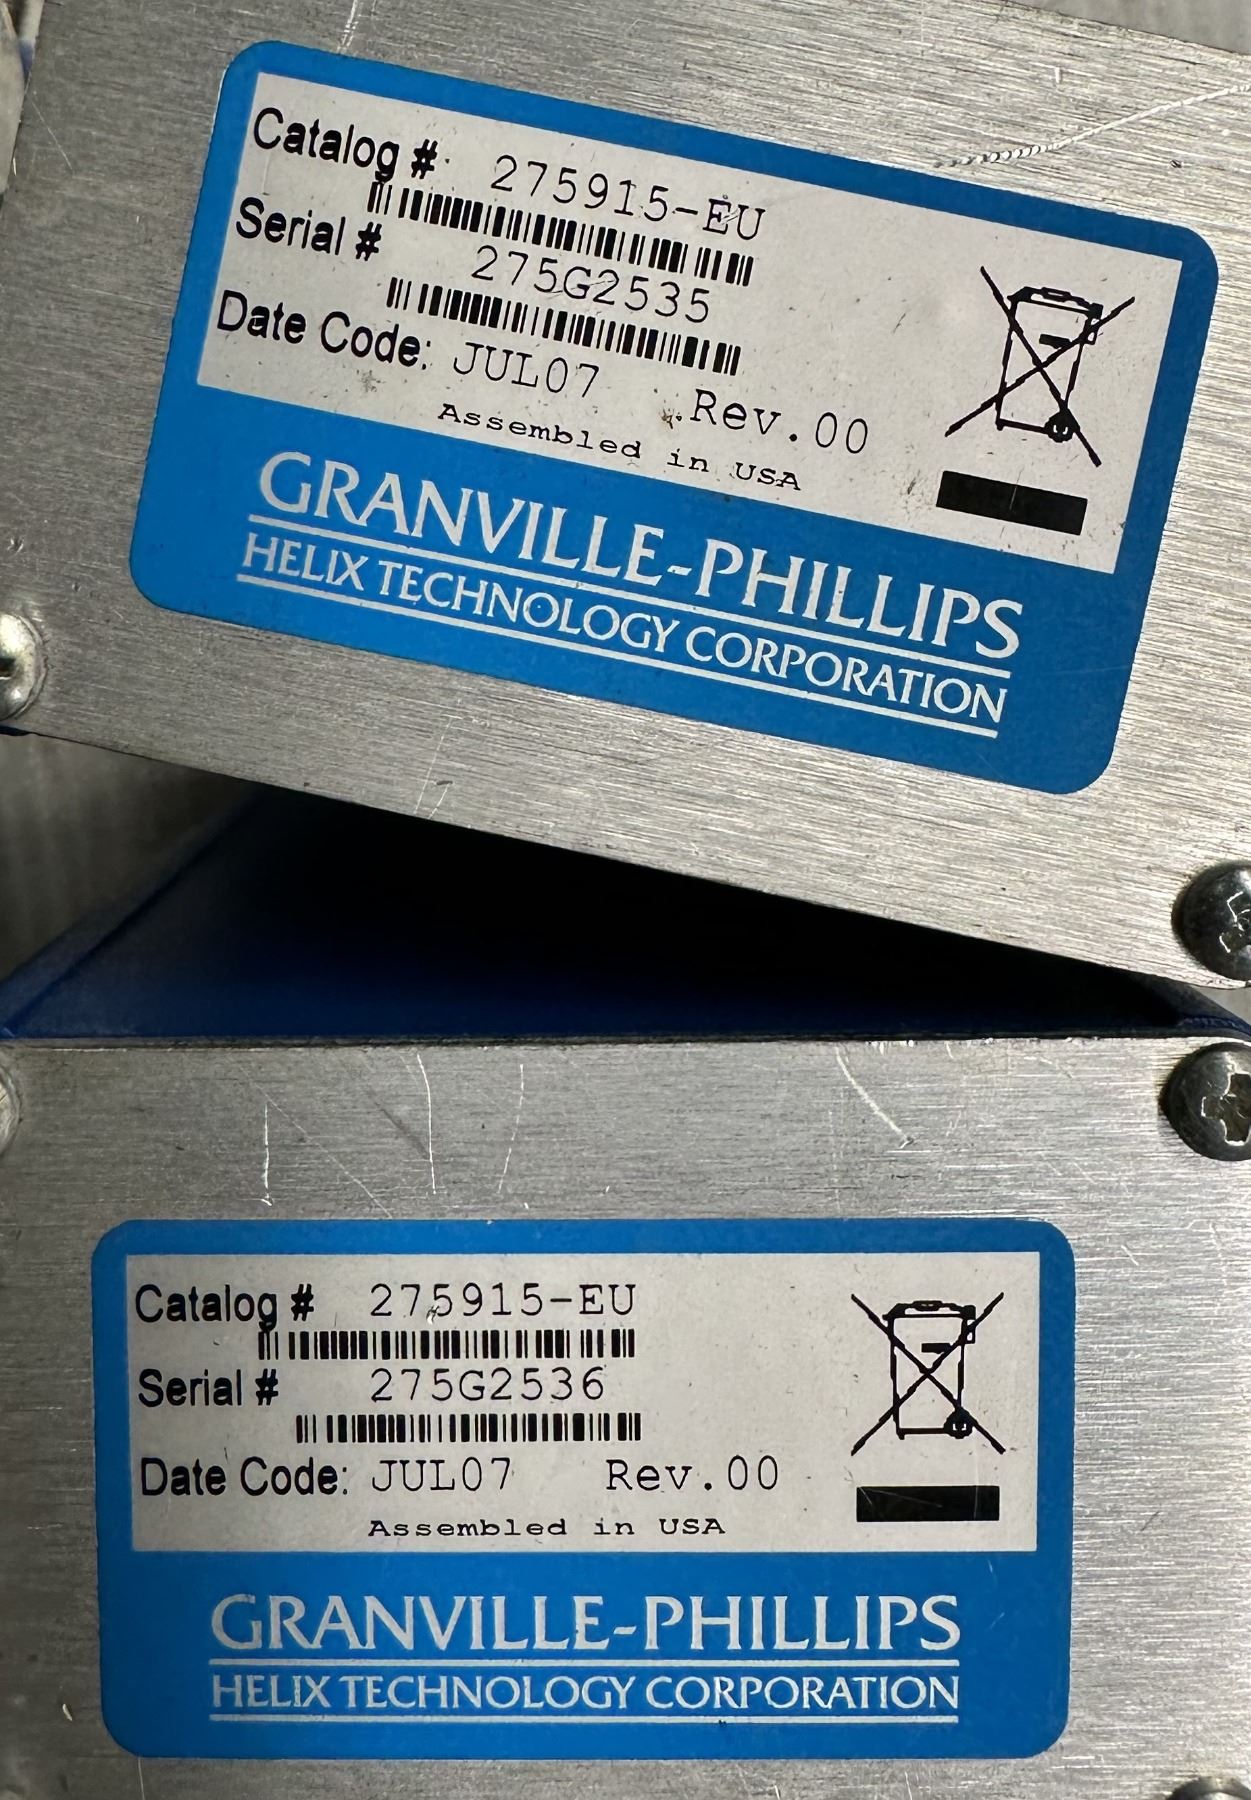 Catalog # 275915-EU
Serial # 275G2535
Date Code: JUL07 Rev.00
Assembled in USA
GRANVILLE-PHILLIPS
HELIX TECHNOLOGY CORPORATION
Catalog # 275915-EU
Serial # 275G2536
Date Code: JUL07 Rev.00
Assembled in USA
GRANVILLE-PHILLIPS
HELIX TECHNOLOGY CORPORATION